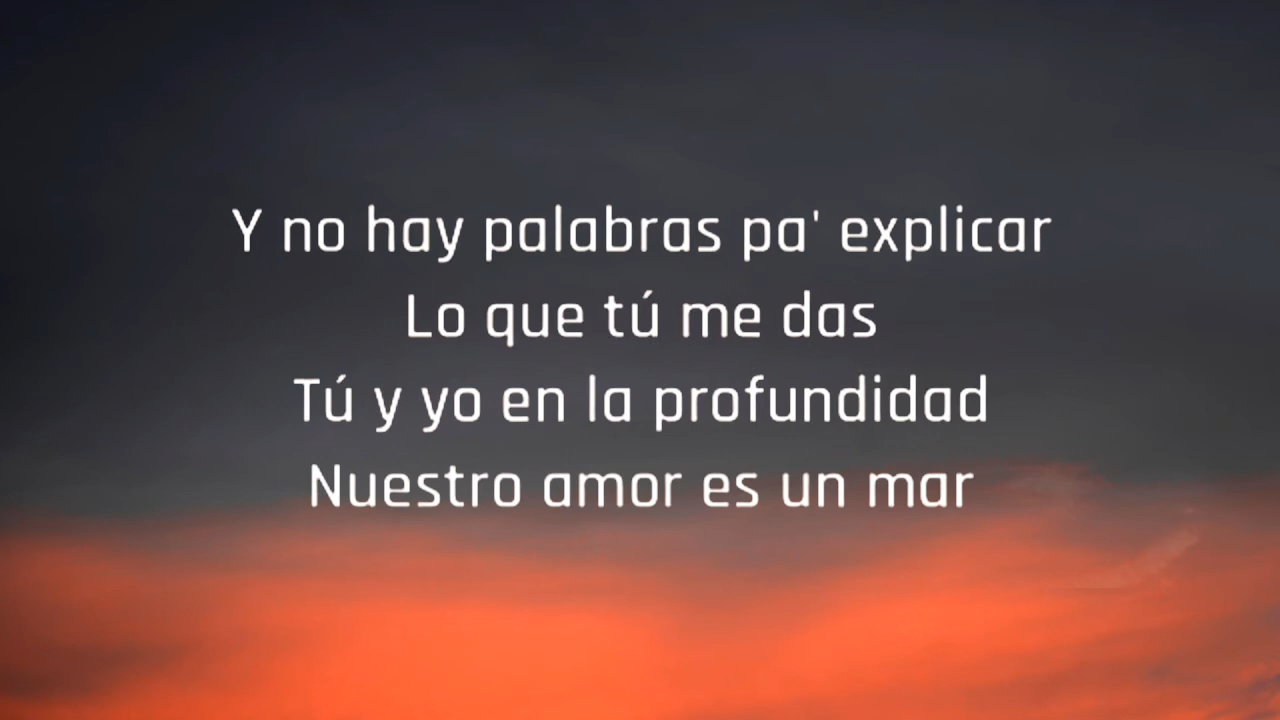 Y no hay palabras pa' explicar
Lo que tú me das
Tú y yo en la profundidad
Nuestro amor es un mar